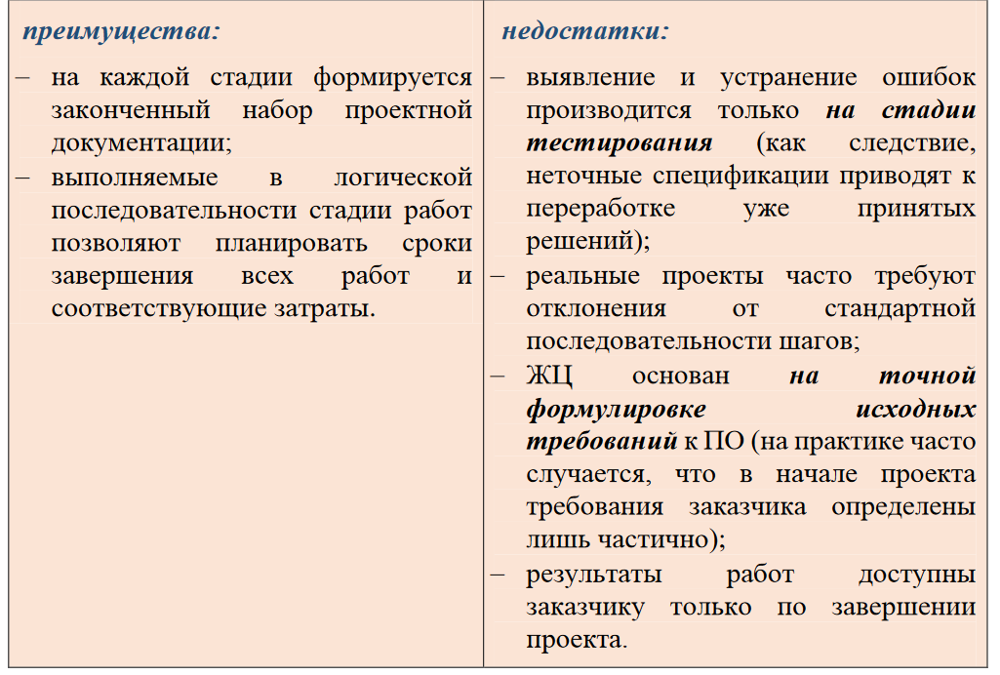 преимущества:
– на каждой стадии формируется
законченный набор проектной
документации;
– выполняемые в логической
последовательности стадии работ
позволяют планировать сроки
завершения всех работ и
соответствующие затраты.
недостатки:
– выявление и устранение ошибок
производится только на стадии
тестирования (как следствие,
неточные спецификации приводят к
переработке уже принятых
решений);
– реальные проекты часто требуют
отклонения от стандартной
последовательности шагов;
– ЖЦ основан на точной
формулировке исходных
требований к ПО (на практике часто
случается, что в начале проекта
требования заказчика определены
лишь частично);
– результаты работ доступны
заказчику только по завершении
проекта.